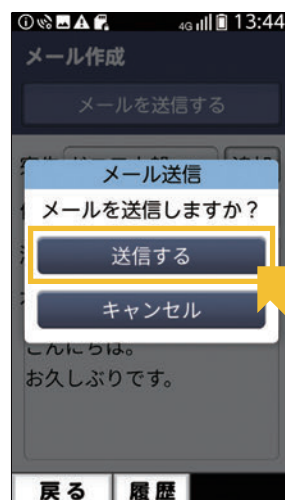 4G 13:44
メール作成
メールを送信する
メール送信
メールを送信しますか？
送信する
キャンセル
こんにちは。
お久しぶりです。
戻る 履歴